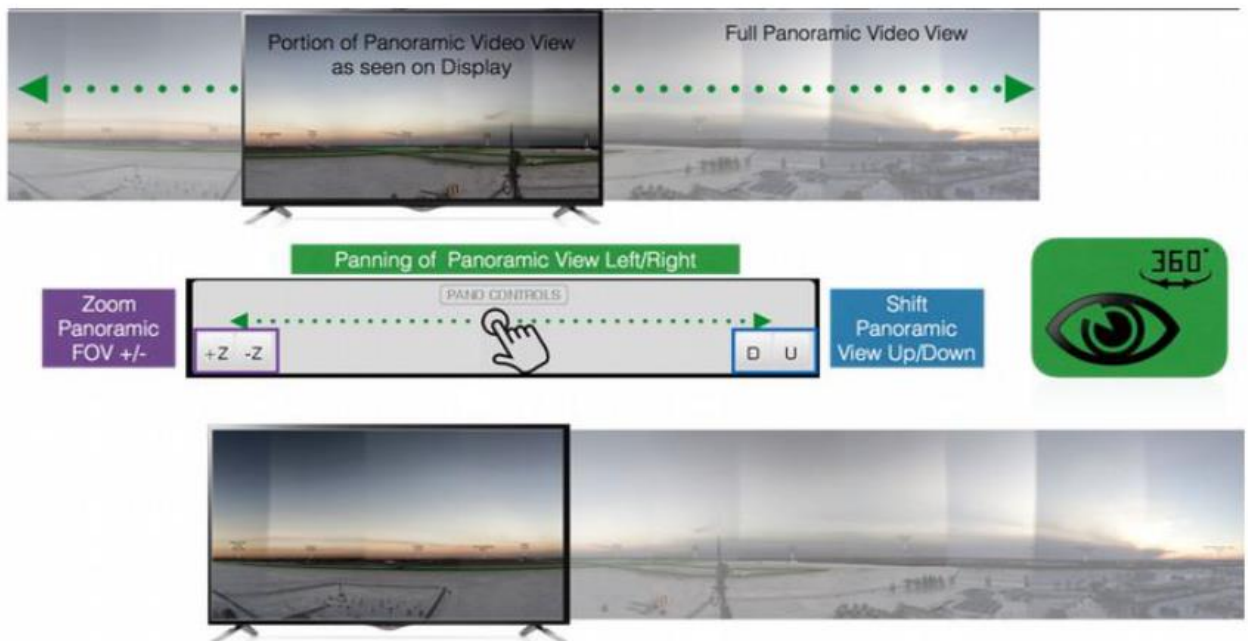 Portion of Panoramic Video View
as seen on Display
Full Panoramic Video View
Panning of Panoramic View Left/Right
PANO CONTROLS
Zoom
Panoramic
FOV +/-
+Z -Z
D U
Shift
Panoramic
View Up/Down
360°